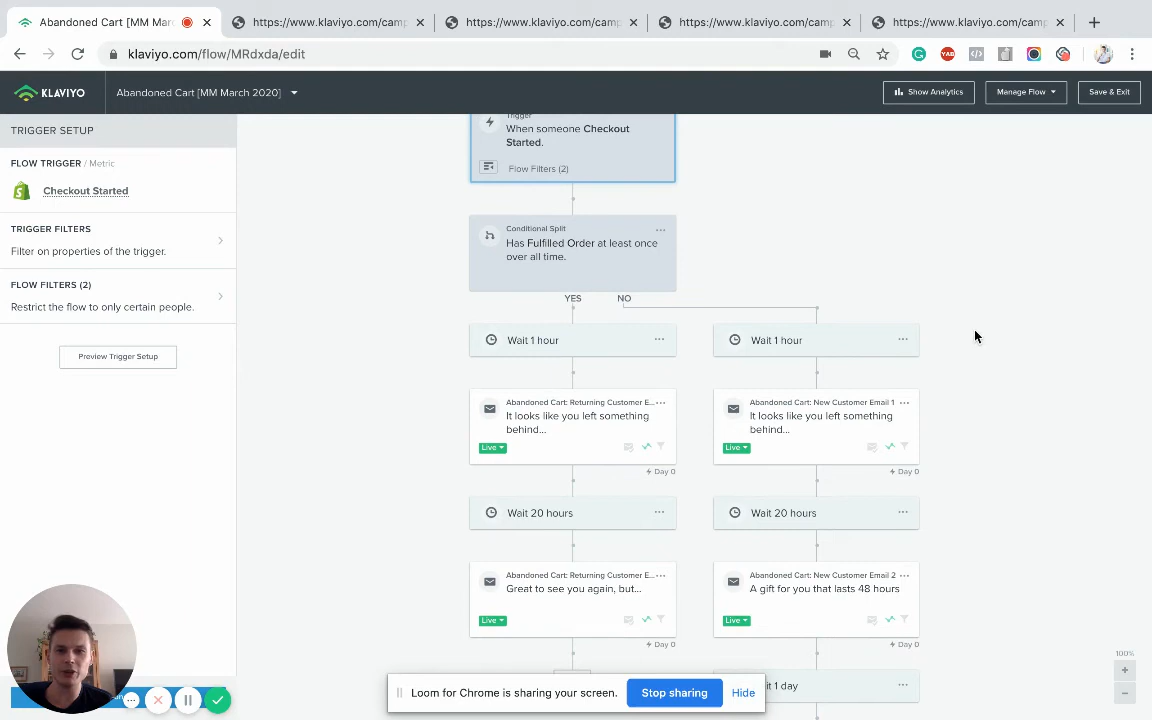 Abandoned Cart [MM March
https://www.klaviyo.com/camp
https://www.klaviyo.com/camp
https://www.klaviyo.com/camp
https://www.klaviyo.com/camp
klaviyo.com/flow/MRdxda/edit
KLAVIYO
Abandoned Cart [MM March 2020]
Show Analytics
Manage Flow
Save & Exit
TRIGGER SETUP
FLOW TRIGGER / Metric
Checkout Started
TRIGGER FILTERS
Filter on properties of the trigger.
FLOW FILTERS (2)
Restrict the flow to only certain people.
Preview Trigger Setup
Trigger
When someone Checkout
Started.
Flow Filters (2)
Conditional Split
Has Fulfilled Order at least once
over all time.
YES
NO
Wait 1 hour
Wait 1 hour
Abandoned Cart: Returning Customer E...
It looks like you left something
behind...
Live
Day 0
Abandoned Cart: New Customer Email 1
It looks like you left something
behind...
Live
Day 0
Wait 20 hours
Wait 20 hours
Abandoned Cart: Returning Customer E...
Great to see you again, but...
Live
Day 0
Abandoned Cart: New Customer Email 2
A gift for you that lasts 48 hours
Live
Day 0
1 day
100%
Loom for Chrome is sharing your screen.
Stop sharing
Hide